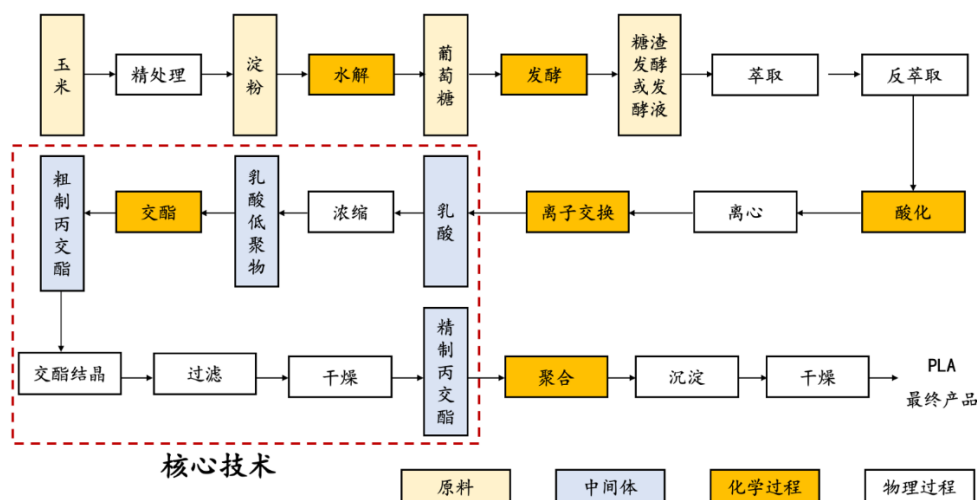 玉米
精处理
淀粉
水解
葡萄糖
发酵
糖渣发酵或发酵液
萃取
反萃取
粗制丙交酯
交酯
乳酸低聚物
浓缩
乳酸
离子交换
离心
酸化
交酯结晶
过滤
干燥
精制丙交酯
聚合
沉淀
干燥
PLA
最终产品
核心技术
原料
中间体
化学过程
物理过程